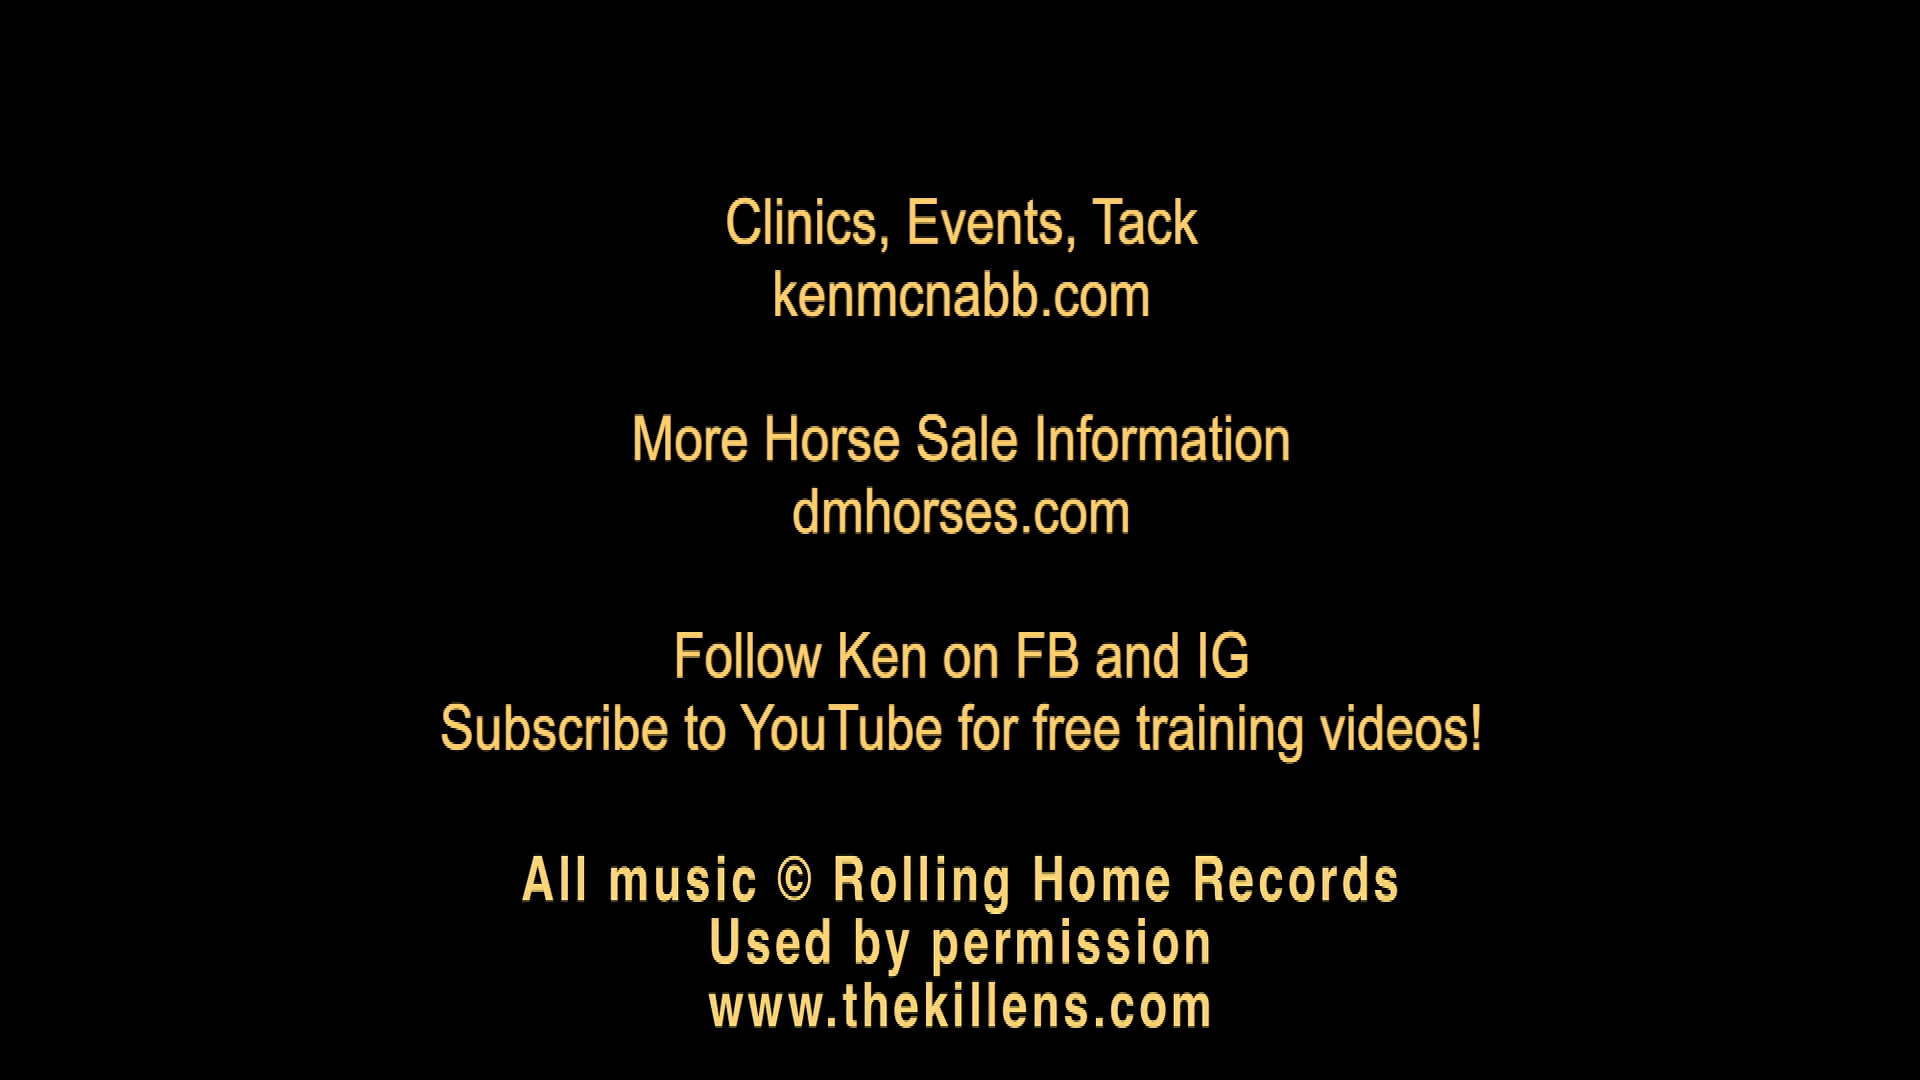 Clinics, Events, Tack
kenmcnabb.com
More Horse Sale Information
dmhorses.com
Follow Ken on FB and IG
Subscribe to YouTube for free training videos!
All music © Rolling Home Records
Used by permission
www.thekillens.com